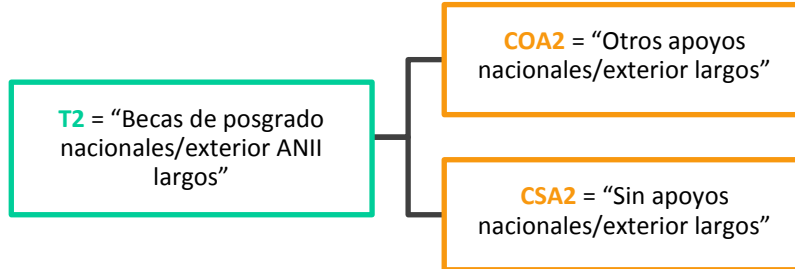 T2 = “Becas de posgrado
nacionales/exterior ANII
largos”
COA2 = “Otros apoyos
nacionales/exterior largos”
CSA2 = “Sin apoyos
nacionales/exterior largos”